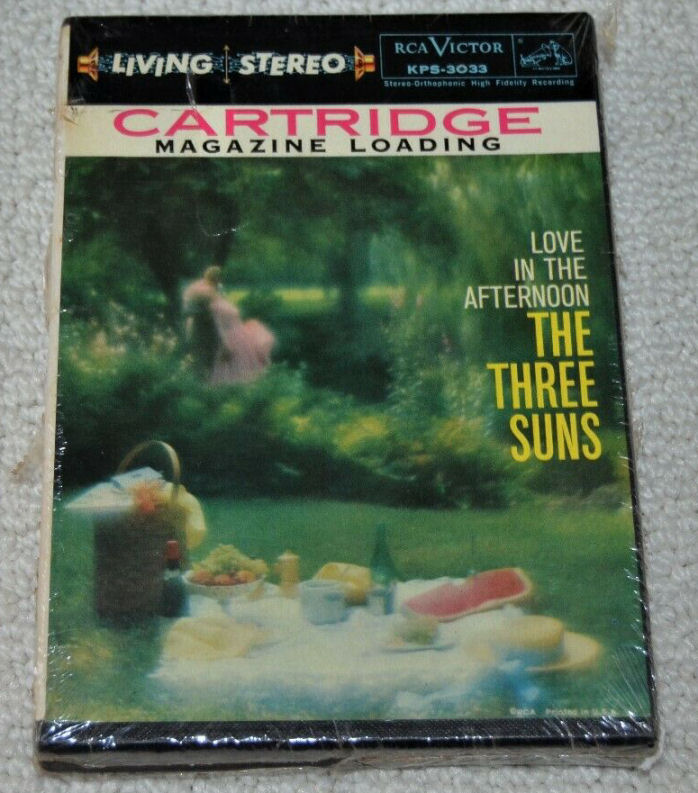 LIVING STEREO
RCA VICTOR
KPS-3033
Stereo-Orthophonic High Fidelity Recording
CARTRIDGE
MAGAZINE LOADING
LOVE
IN THE
AFTERNOON
THE
THREE
SUNS
©RCA Printed in U.S.A.